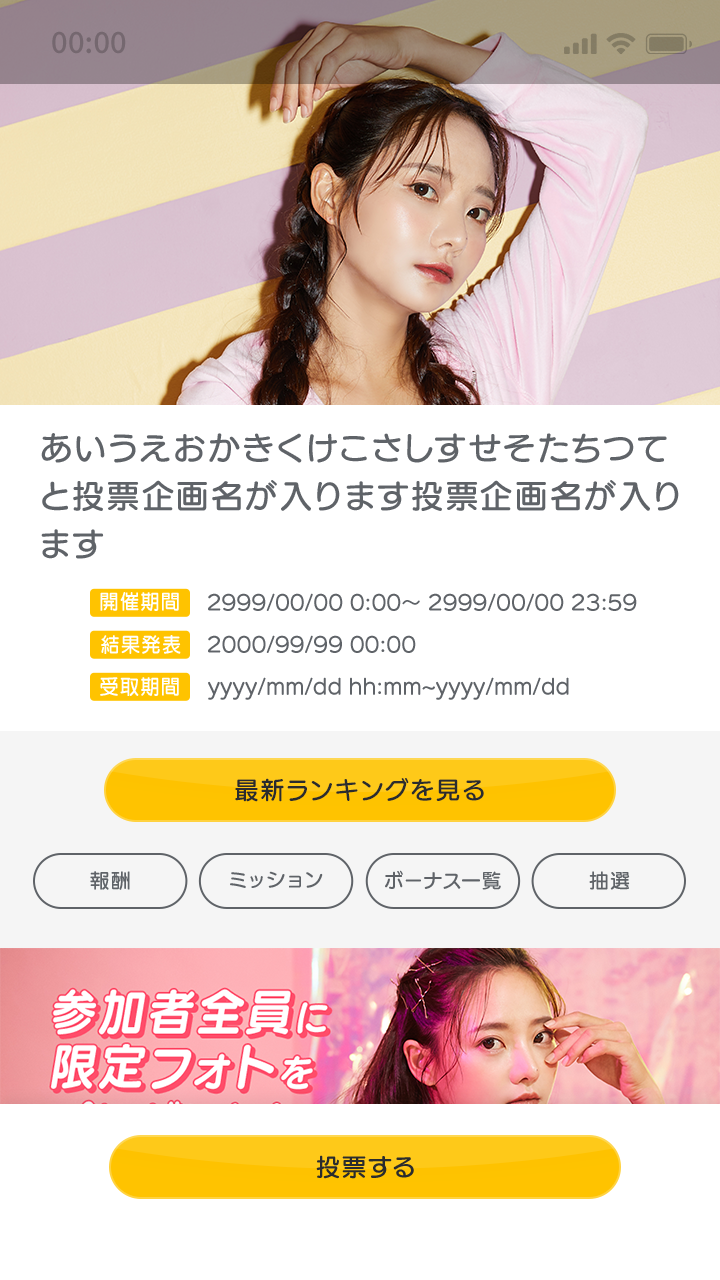 00:00
あいうえおかきくけこさしすせそたちつて
と投票企画名が入ります投票企画名が入り
ます
開催期間 2999/00/00 0:00〜 2999/00/00 23:59
結果発表 2000/99/99 00:00
受取期間 yyyy/mm/dd hh:mm~yyyy/mm/dd
最新ランキングを見る
報酬 ミッション ボーナス一覧 抽選
参加者全員に
限定フォトを
投票する